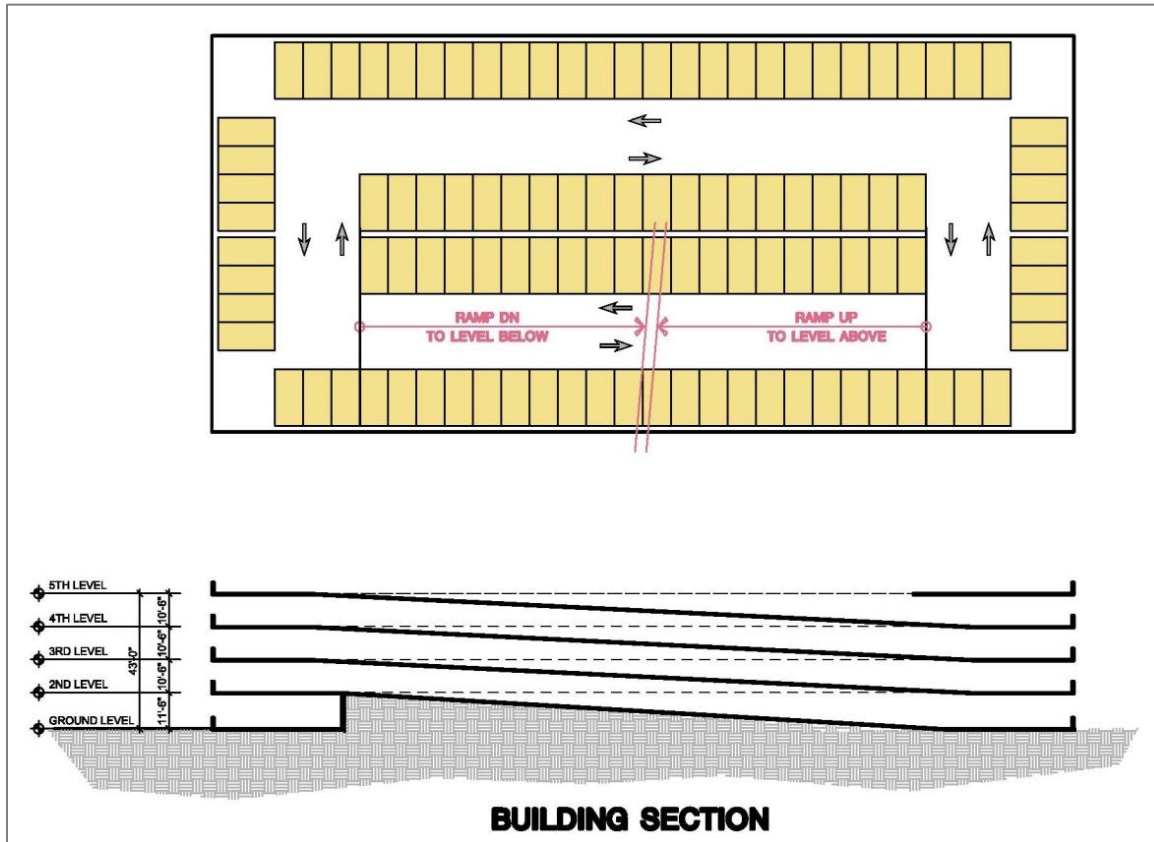 RAMP DN
TO LEVEL BELOW
RAMP UP
TO LEVEL ABOVE
5TH LEVEL
10'-6"
4TH LEVEL
10'-6"
43'-0"
3RD LEVEL
10'-6"
2ND LEVEL
11'-6"
GROUND LEVEL
BUILDING SECTION